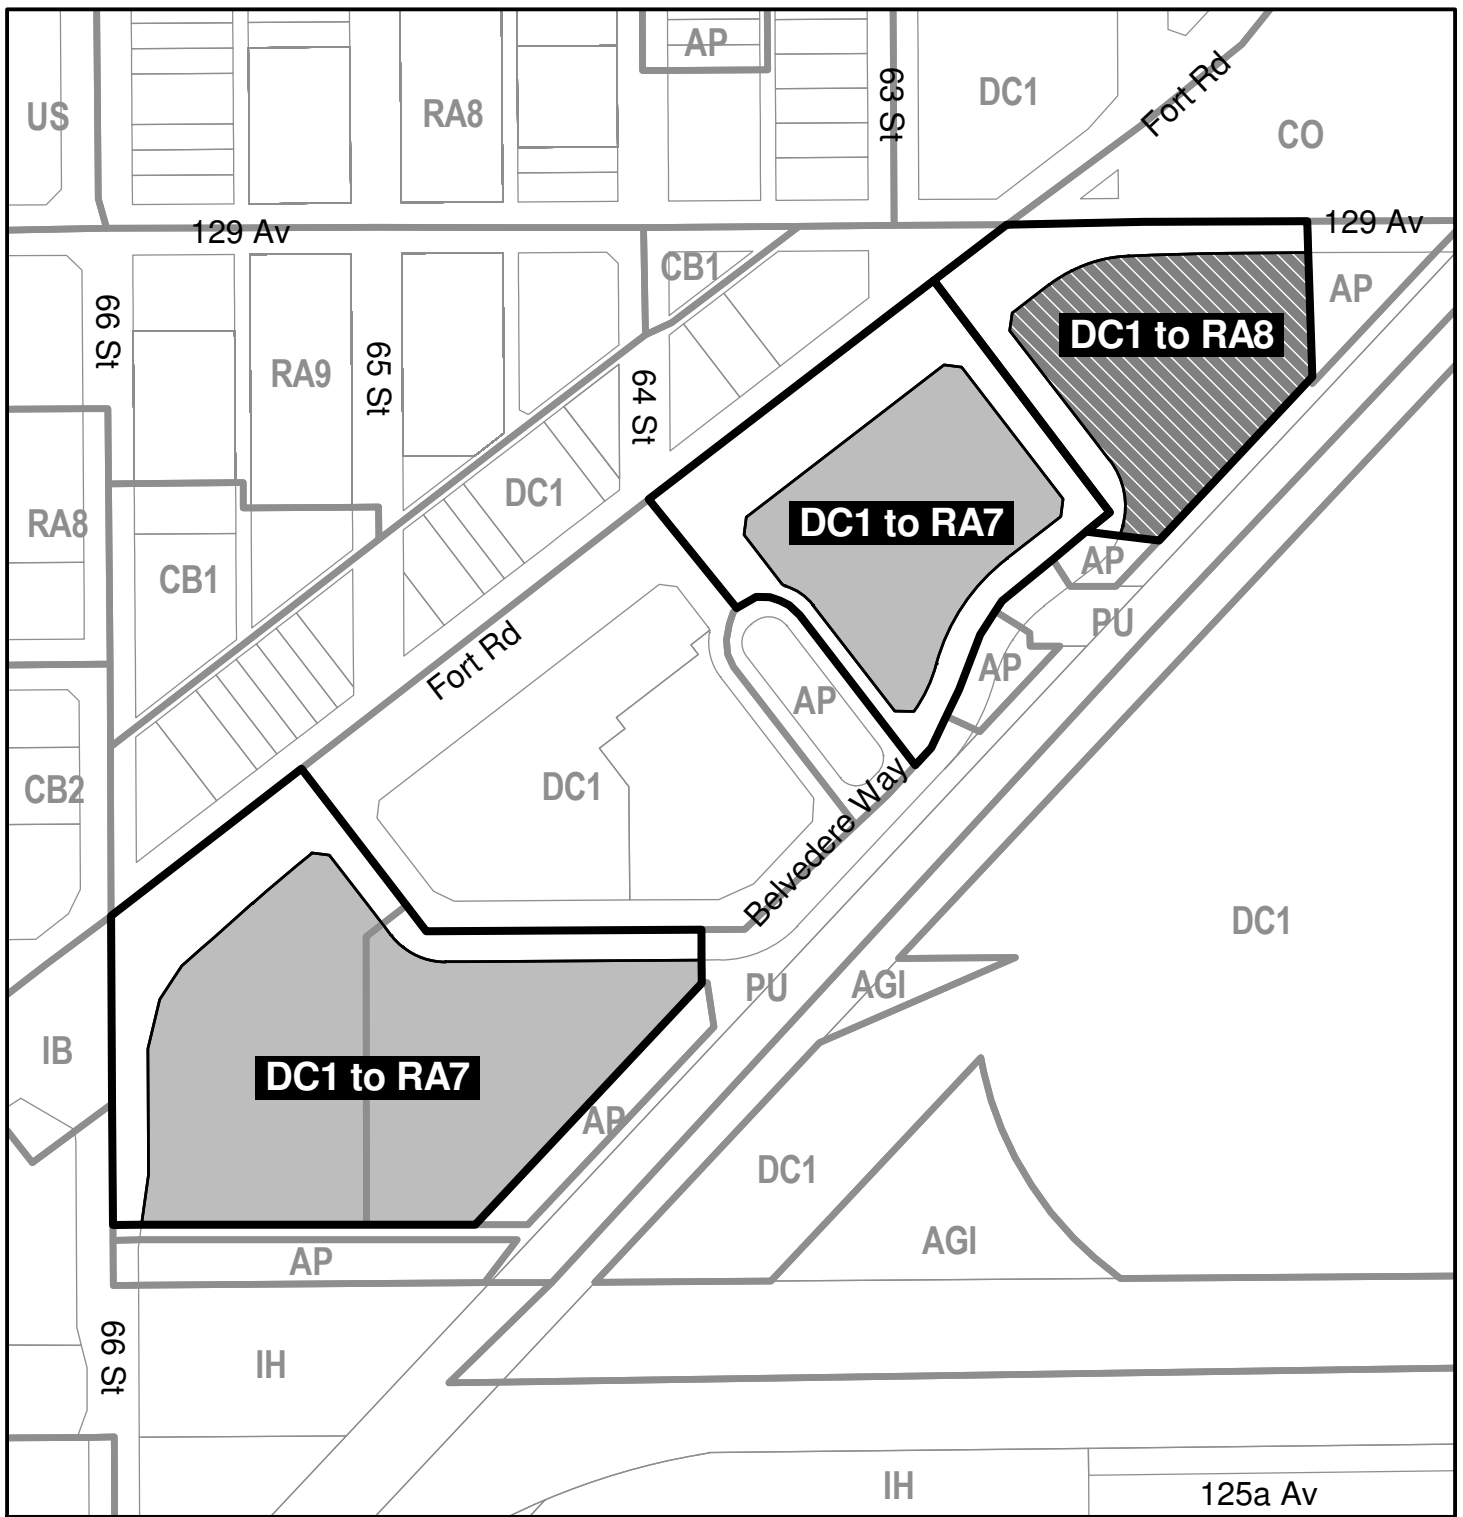 AP
63 St
DC1
Fort Rd
US
RA8
CO
129 Av
129 Av
CB1
AP
66 St
65 St
64 St
RA9
DC1 to RA8
DC1
DC1 to RA7
RA8
CB1
AP
PU
Fort Rd
AP
AP
CB2
DC1
Belvedere Way
DC1
PU
AGI
IB
DC1 to RA7
AP
DC1
AGI
AP
66 St
IH
IH
125a Av